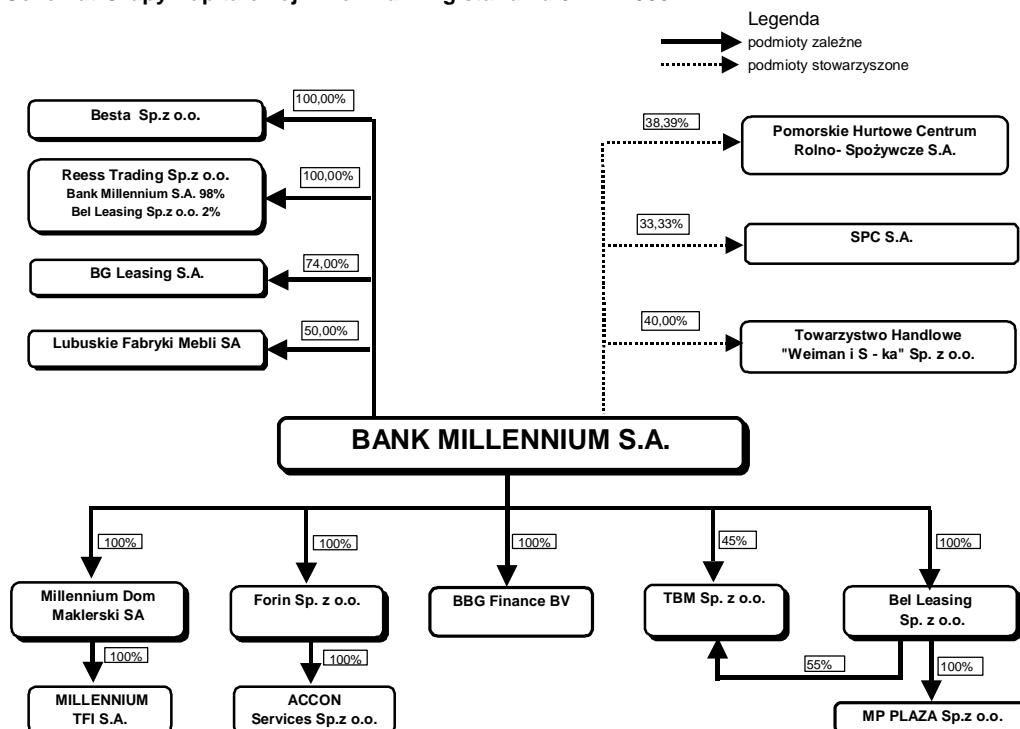 Legenda
podmioty zależne
podmioty stowarzyszone
100,00%
Besta Sp.z o.o.
38,39%
Pomorskie Hurtowe Centrum
Rolno- Spożywcze S.A.
Reess Trading Sp.z o.o.
Bank Millennium S.A. 98%
Bel Leasing Sp.z o.o. 2%
100,00%
33,33%
SPC S.A.
74,00%
BG Leasing S.A.
50,00%
Lubuskie Fabryki Mebli SA
40,00%
Towarzystwo Handlowe
"Weiman i S - ka" Sp. z o.o.
BANK MILLENNIUM S.A.
100%
100%
100%
45%
100%
Millennium Dom
Maklerski SA
Forin Sp. z o.o.
BBG Finance BV
TBM Sp. z o.o.
Bel Leasing
Sp. z o.o.
100%
100%
55%
100%
MILLENNIUM
TFI S.A.
ACCON
Services Sp.z o.o.
MP PLAZA Sp.z o.o.